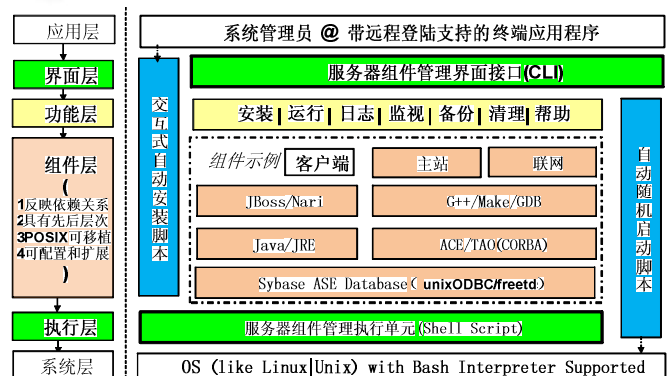 应用层
系统管理员 @ 带远程登陆支持的终端应用程序
界面层
服务器组件管理界面接口(CLI)
功能层
安装| 运行| 日志| 监视| 备份| 清理| 帮助
交互式自动安装脚本
自动随机启动脚本
组件层
(
1反映依赖关系
2具有先后层次
3POSIX可移植
4可配置和扩展
)
组件示例
客户端
主站
联网
JBoss/Nari
G++/Make/GDB
Java/JRE
ACE/TAO(CORBA)
Sybase ASE Database( unixODBC/freetd)
执行层
服务器组件管理执行单元(Shell Script)
系统层
OS (like Linux|Unix) with Bash Interpreter Supported